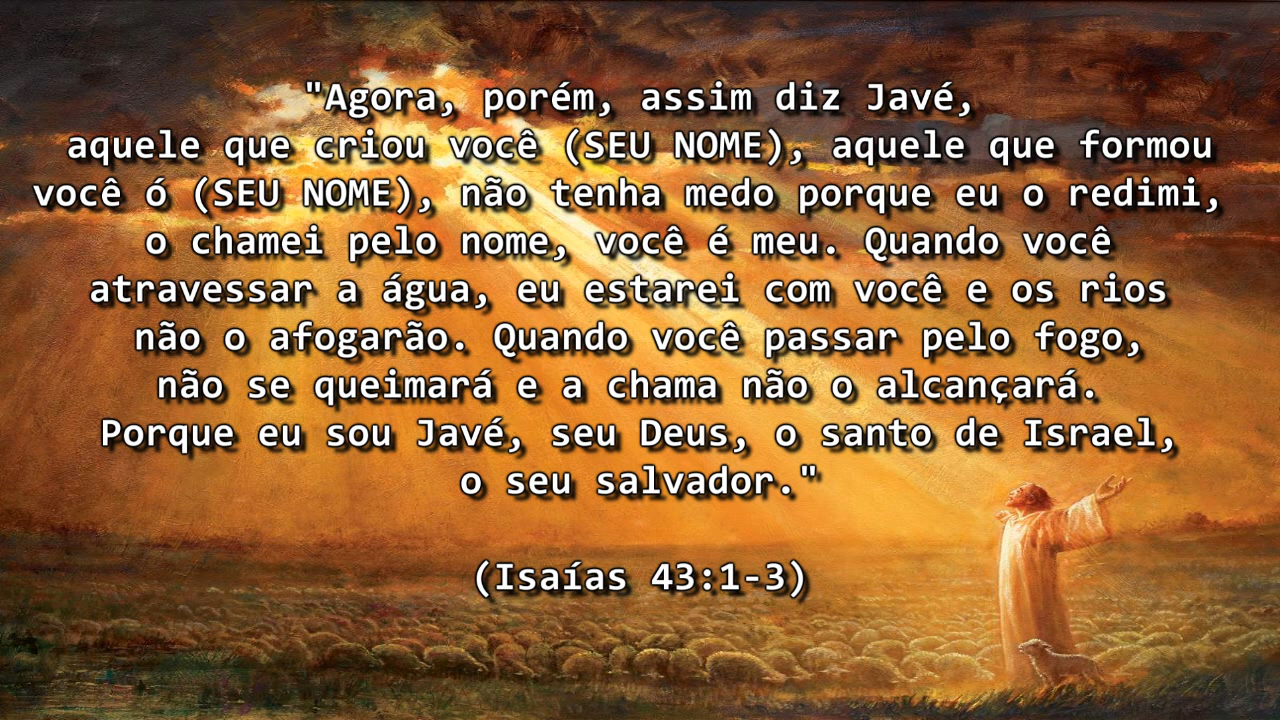 "Agora, porém, assim diz Javé,
aquele que criou você (SEU NOME), aquele que formou
você ó (SEU NOME), não tenha medo porque eu o redimi,
o chamei pelo nome, você é meu. Quando você
atravessar a água, eu estarei com você e os rios
não o afogarão. Quando você passar pelo fogo,
não se queimará e a chama não o alcançará.
Porque eu sou Javé, seu Deus, o santo de Israel,
o seu salvador."
(Isaías 43:1-3)